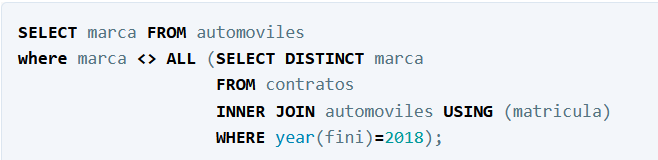 SELECT marca FROM automoviles
where marca <> ALL (SELECT DISTINCT marca
FROM contratos
INNER JOIN automoviles USING (matricula)
WHERE year(fini)=2018);